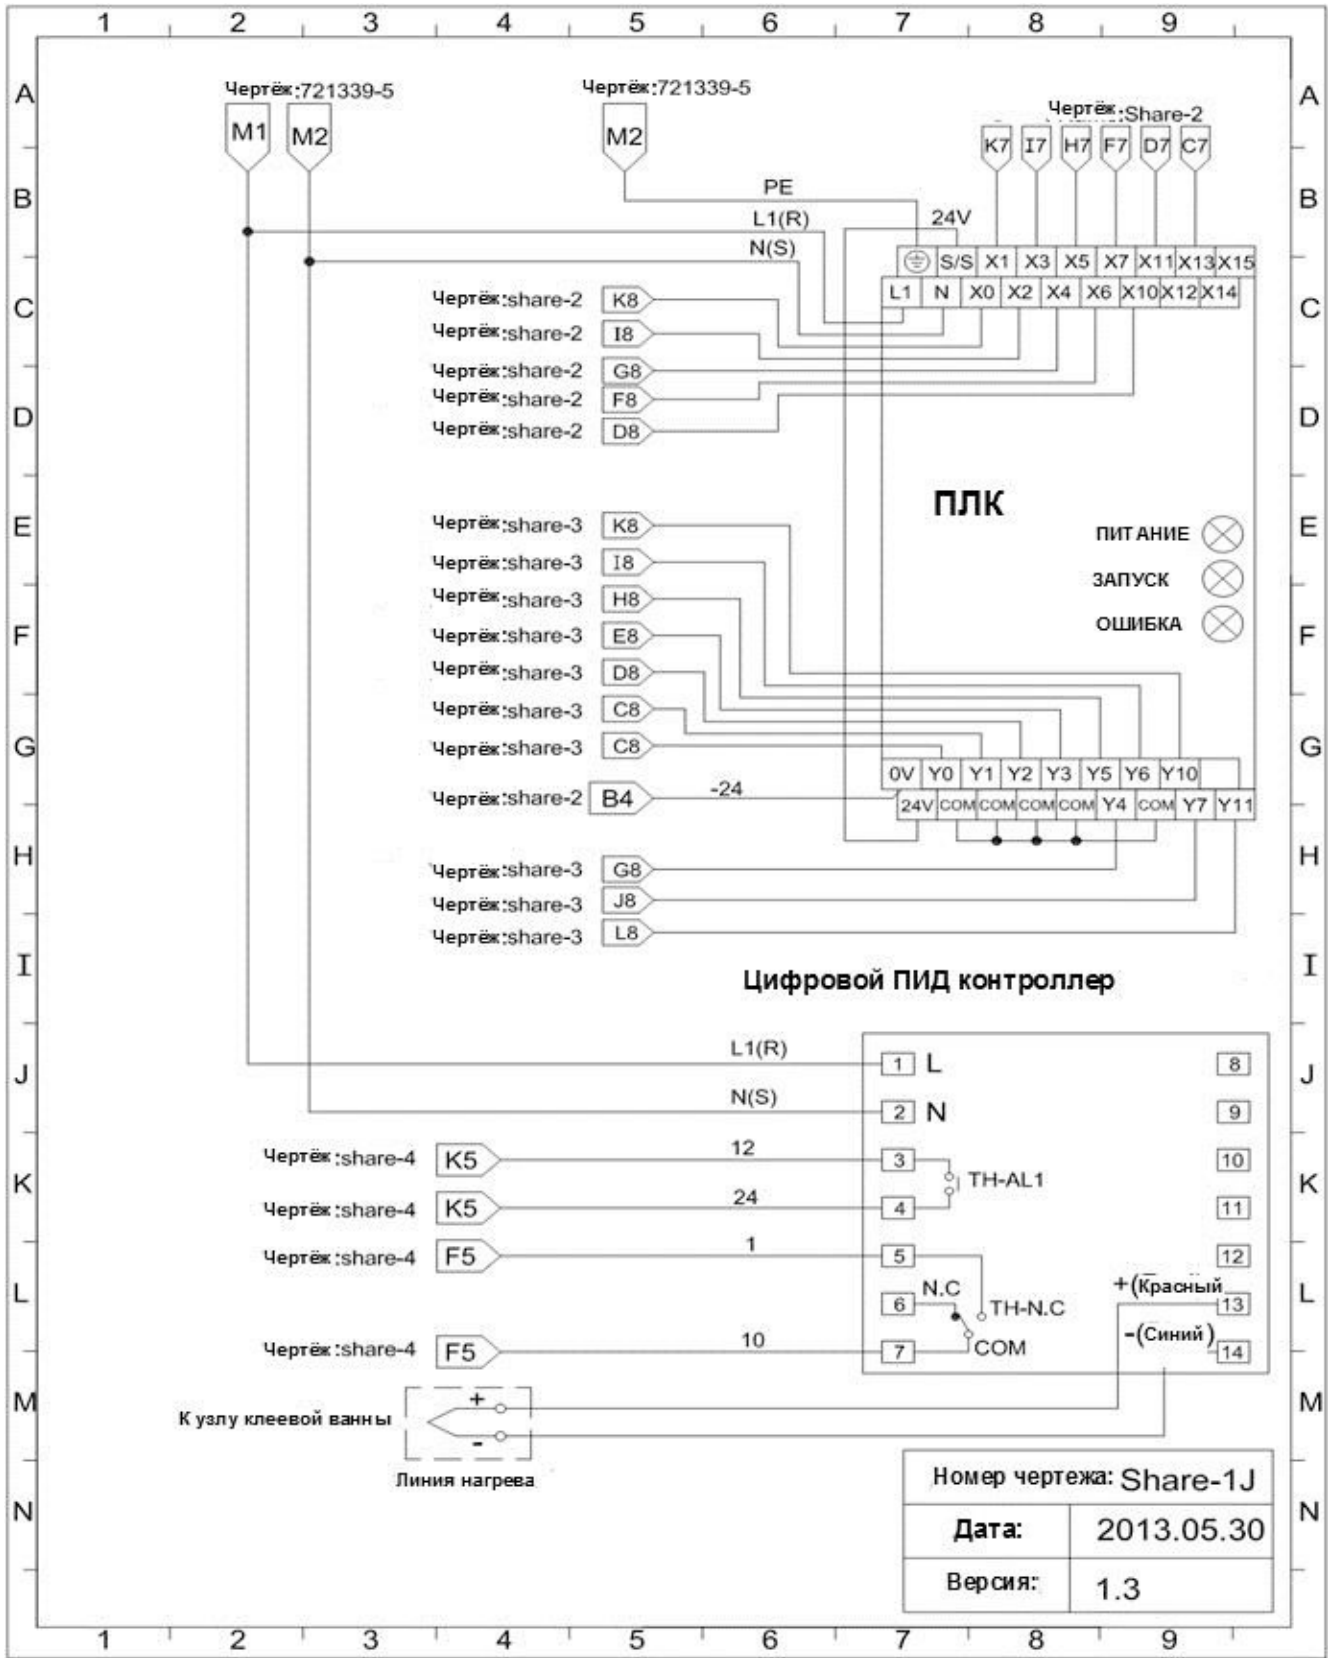 1 2 3 4 5 6 7 8 9
A A
Чертёж:721339-5 Чертёж:721339-5
Чертёж:Share-2
M1 M2 M2
K7 I7 H7 F7 D7 C7
B B
PE
L1(R) 24V
N(S)
S/S X1 X3 X5 X7 X11 X13 X15
L1 N X0 X2 X4 X6 X10 X12 X14
C C
Чертёж:share-2 K8
Чертёж:share-2 I8
Чертёж:share-2 G8
Чертёж:share-2 F8
D D
Чертёж:share-2 D8
ПЛК
E E
Чертёж:share-3 K8
ПИТАНИЕ
Чертёж:share-3 I8
ЗАПУСК
Чертёж:share-3 H8
ОШИБКА
F F
Чертёж:share-3 E8
Чертёж:share-3 D8
Чертёж:share-3 C8
G G
Чертёж:share-3 C8
0V Y0 Y1 Y2 Y3 Y5 Y6 Y10
Чертёж:share-2 B4 -24
24V COM COM COM COM Y4 COM Y7 Y11
H H
Чертёж:share-3 G8
Чертёж:share-3 J8
Чертёж:share-3 L8
I I
Цифровой ПИД контроллер
J J
L1(R) 1 L 8
N(S) 2 N 9
Чертёж:share-4 K5 12 3 10
K K
TH-AL1
Чертёж:share-4 K5 24 4 11
Чертёж:share-4 F5 1 5 12
L L
N.C +(Красный
6 TH-N.C 13
-(Синий)
Чертёж:share-4 F5 10 7 COM 14
M M
+
К узлу клеевой ванны
-
Линия нагрева
N N
Номер чертежа: Share-1J
Дата: 2013.05.30
Версия: 1.3
1 2 3 4 5 6 7 8 9